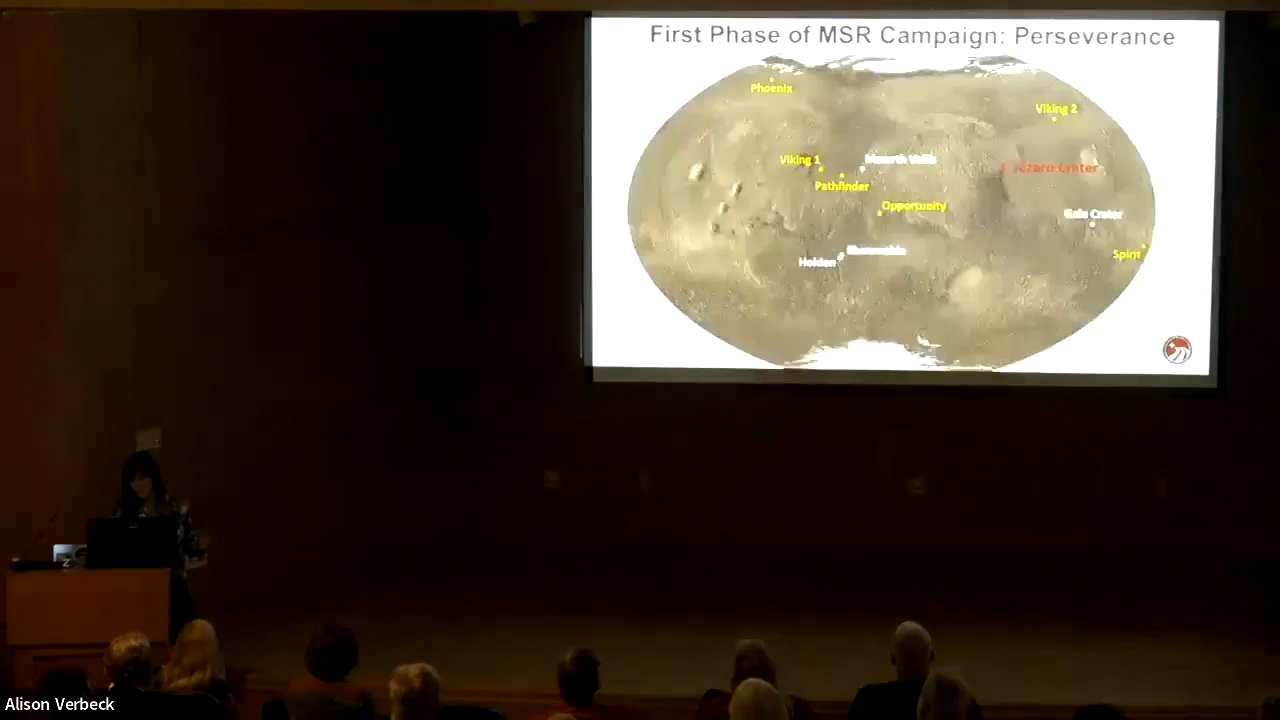 First Phase of MSR Campaign: Perseverance
Phoenix
Viking 2
Viking 1
Mawrth Vallis
Jezero Crater
Pathfinder
Opportunity
Gale Crater
Holden
Spirit
Alison Verbeck